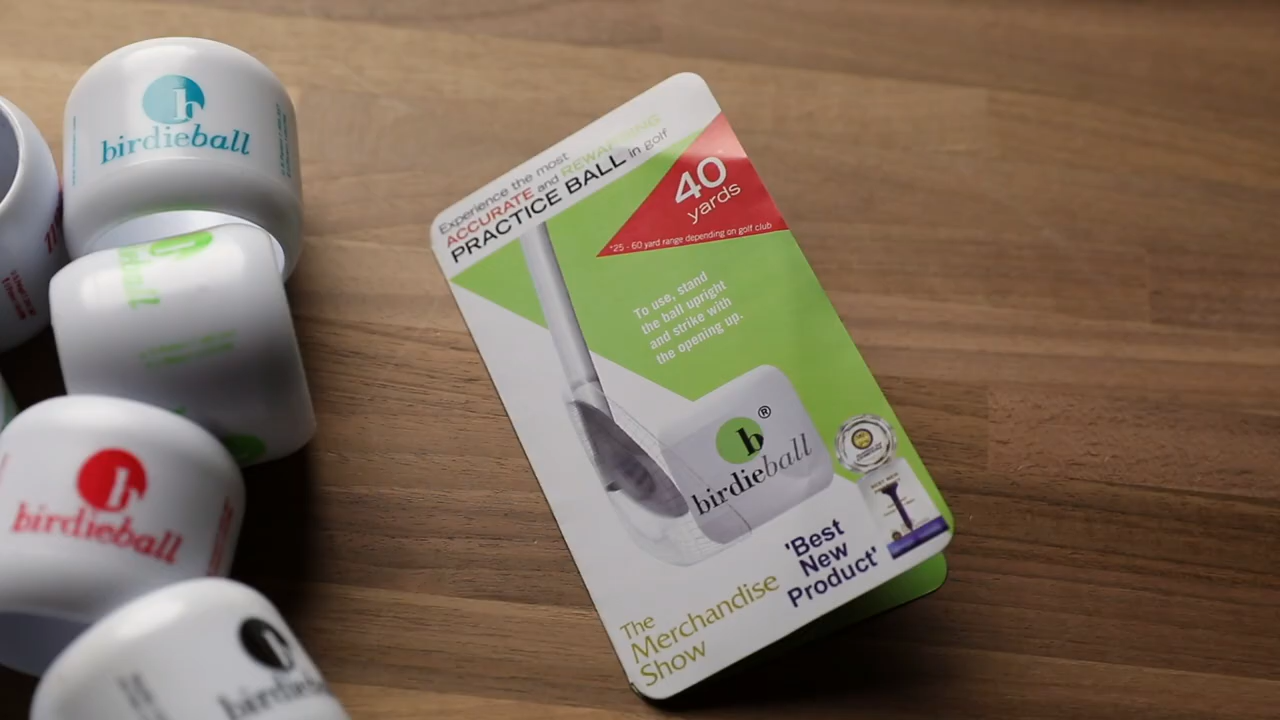 birdieball
birdieball
Experience the most
ACCURATE and REWARDING
PRACTICE BALL in golf
40
yards
*25 - 60 yard range depending on golf club
To use, stand
the ball upright
and strike with
the opening up.
b
birdieball
®
'Best
New
Product'
The
Merchandise
Show
b
birdieball
b